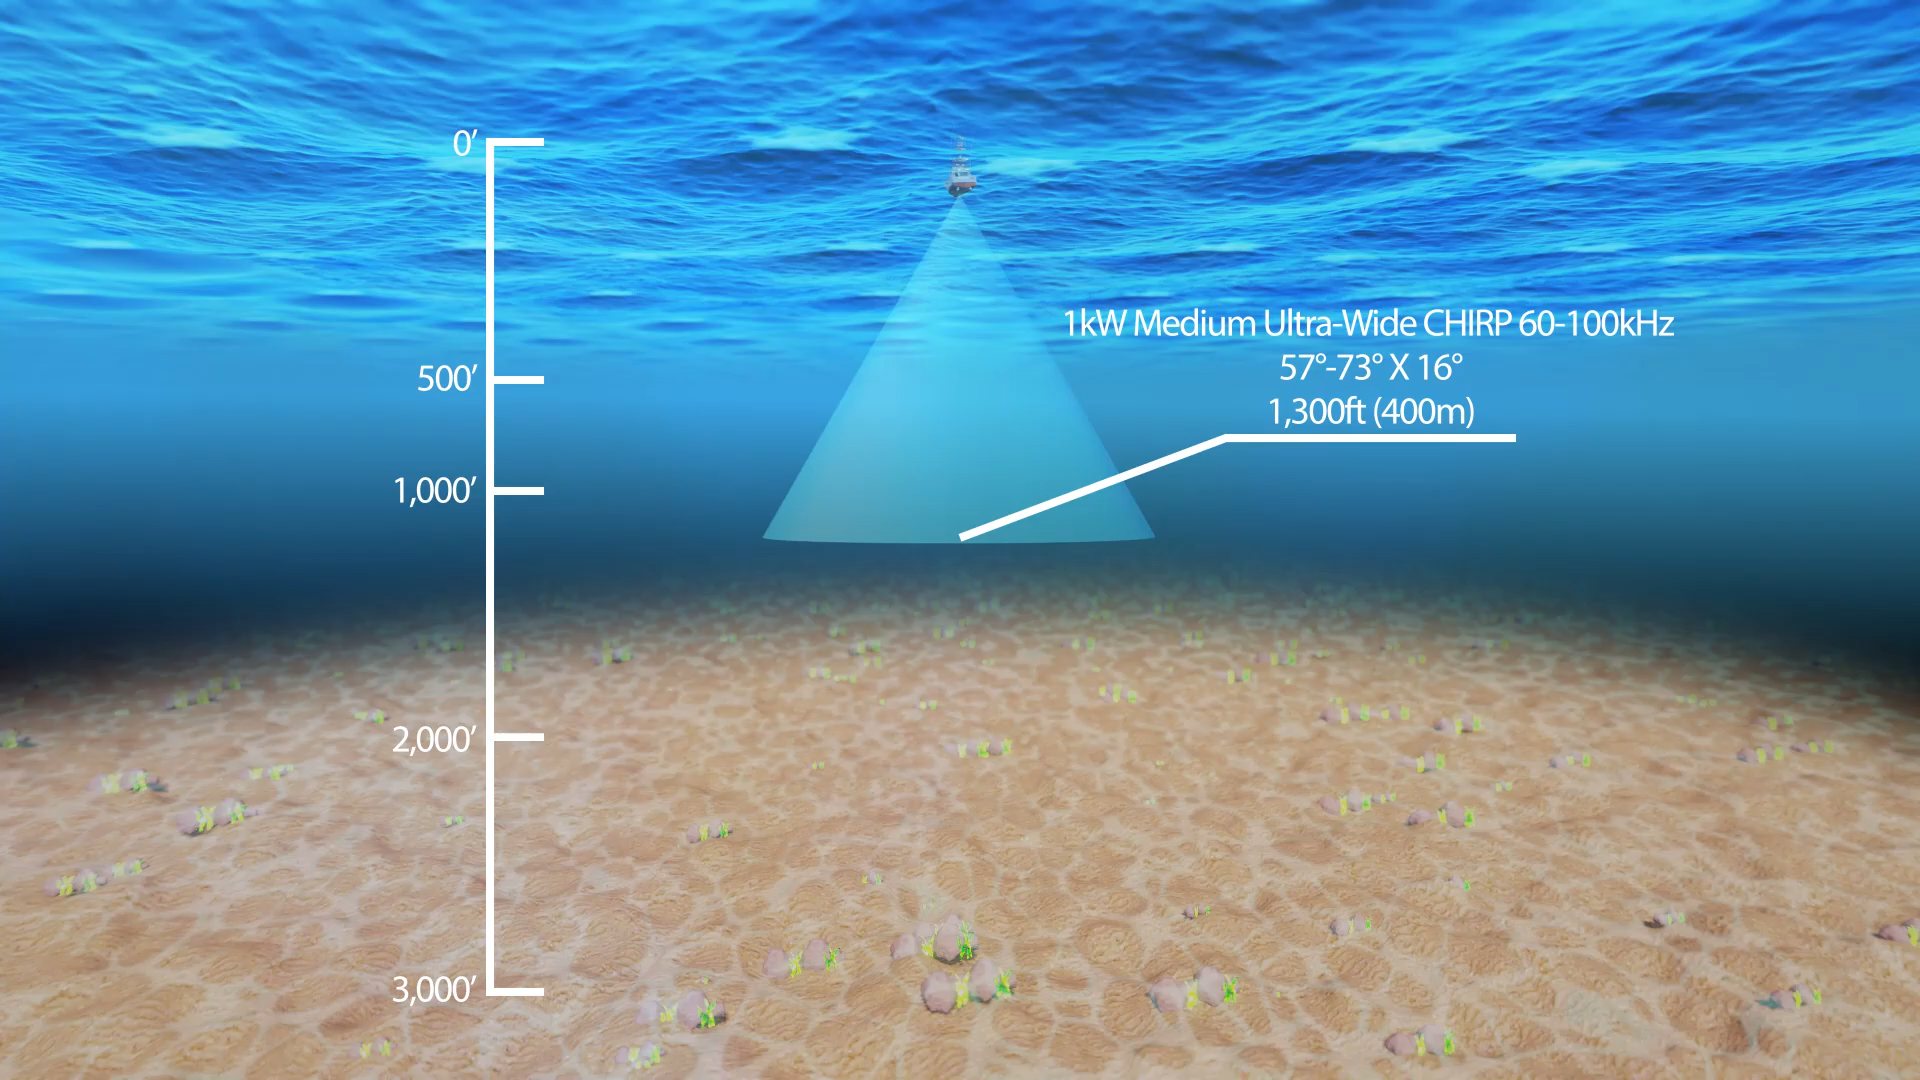 0′
1kW Medium Ultra-Wide CHIRP 60-100kHz
57°-73° X 16°
500′
1,300ft (400m)
1,000′
2,000′
3,000′